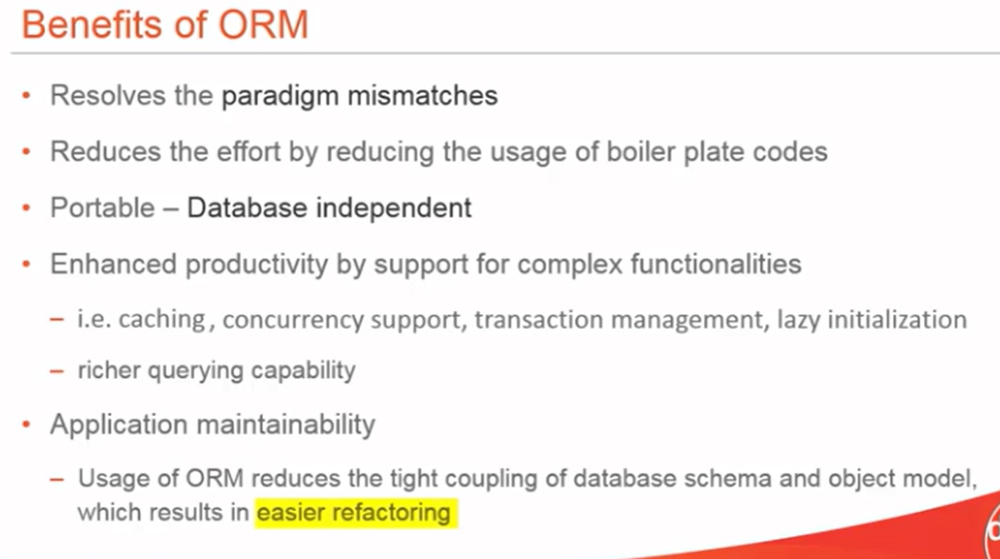 Benefits of ORM
• Resolves the paradigm mismatches
• Reduces the effort by reducing the usage of boiler plate codes
• Portable – Database independent
• Enhanced productivity by support for complex functionalities
– i.e. caching, concurrency support, transaction management, lazy initialization
– richer querying capability
• Application maintainability
– Usage of ORM reduces the tight coupling of database schema and object model,
which results in easier refactoring